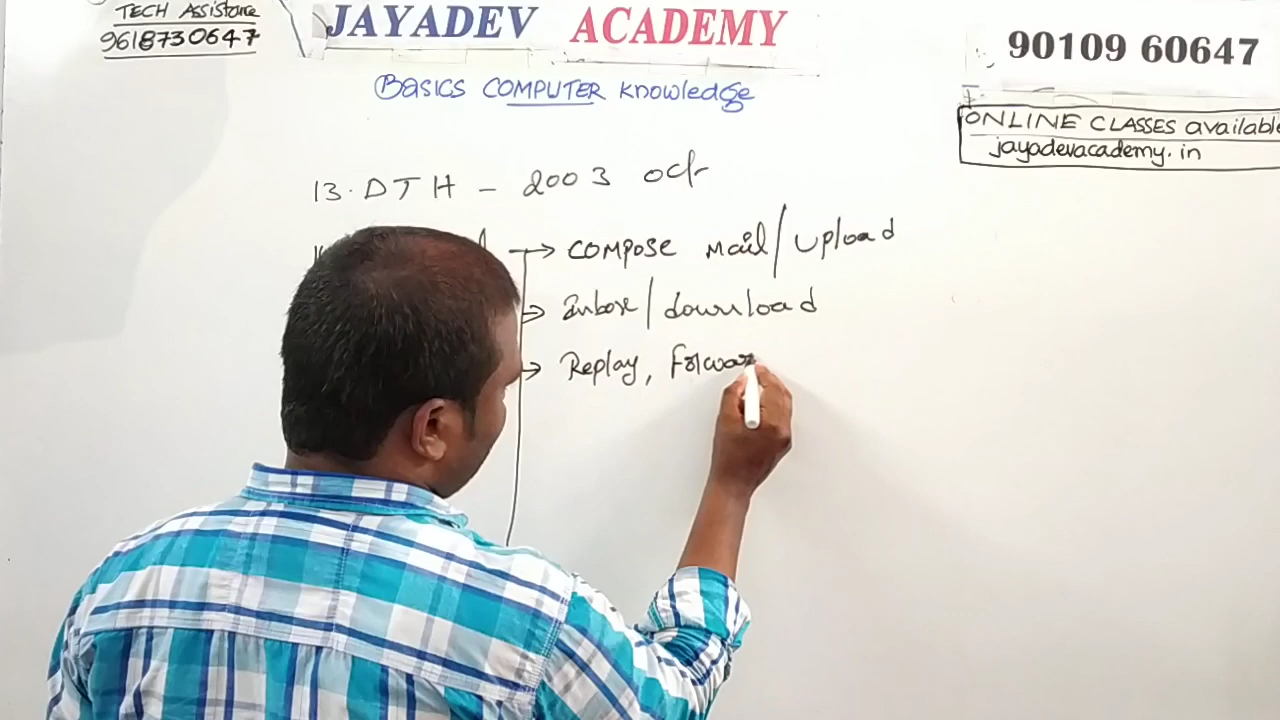 TECH Assistance
9618730647
JAYADEV ACADEMY
90109 60647
Basics COMPUTER Knowledge
ONLINE CLASSES available
jayadevacademy.in
13. DTH - 2003 oct
→ COMPOSE Mail/Upload
→ Inbox/download
→ Replay, Forwar